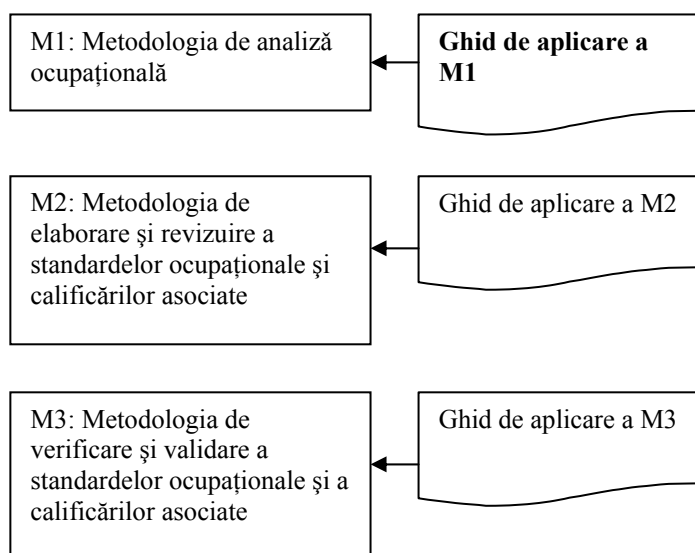 M1: Metodologia de analiză
ocupațională
Ghid de aplicare a
M1
M2: Metodologia de
elaborare şi revizuire a
standardelor ocupaționale şi
calificărilor asociate
Ghid de aplicare a M2
M3: Metodologia de
verificare şi validare a
standardelor ocupaționale şi a
calificărilor asociate
Ghid de aplicare a M3